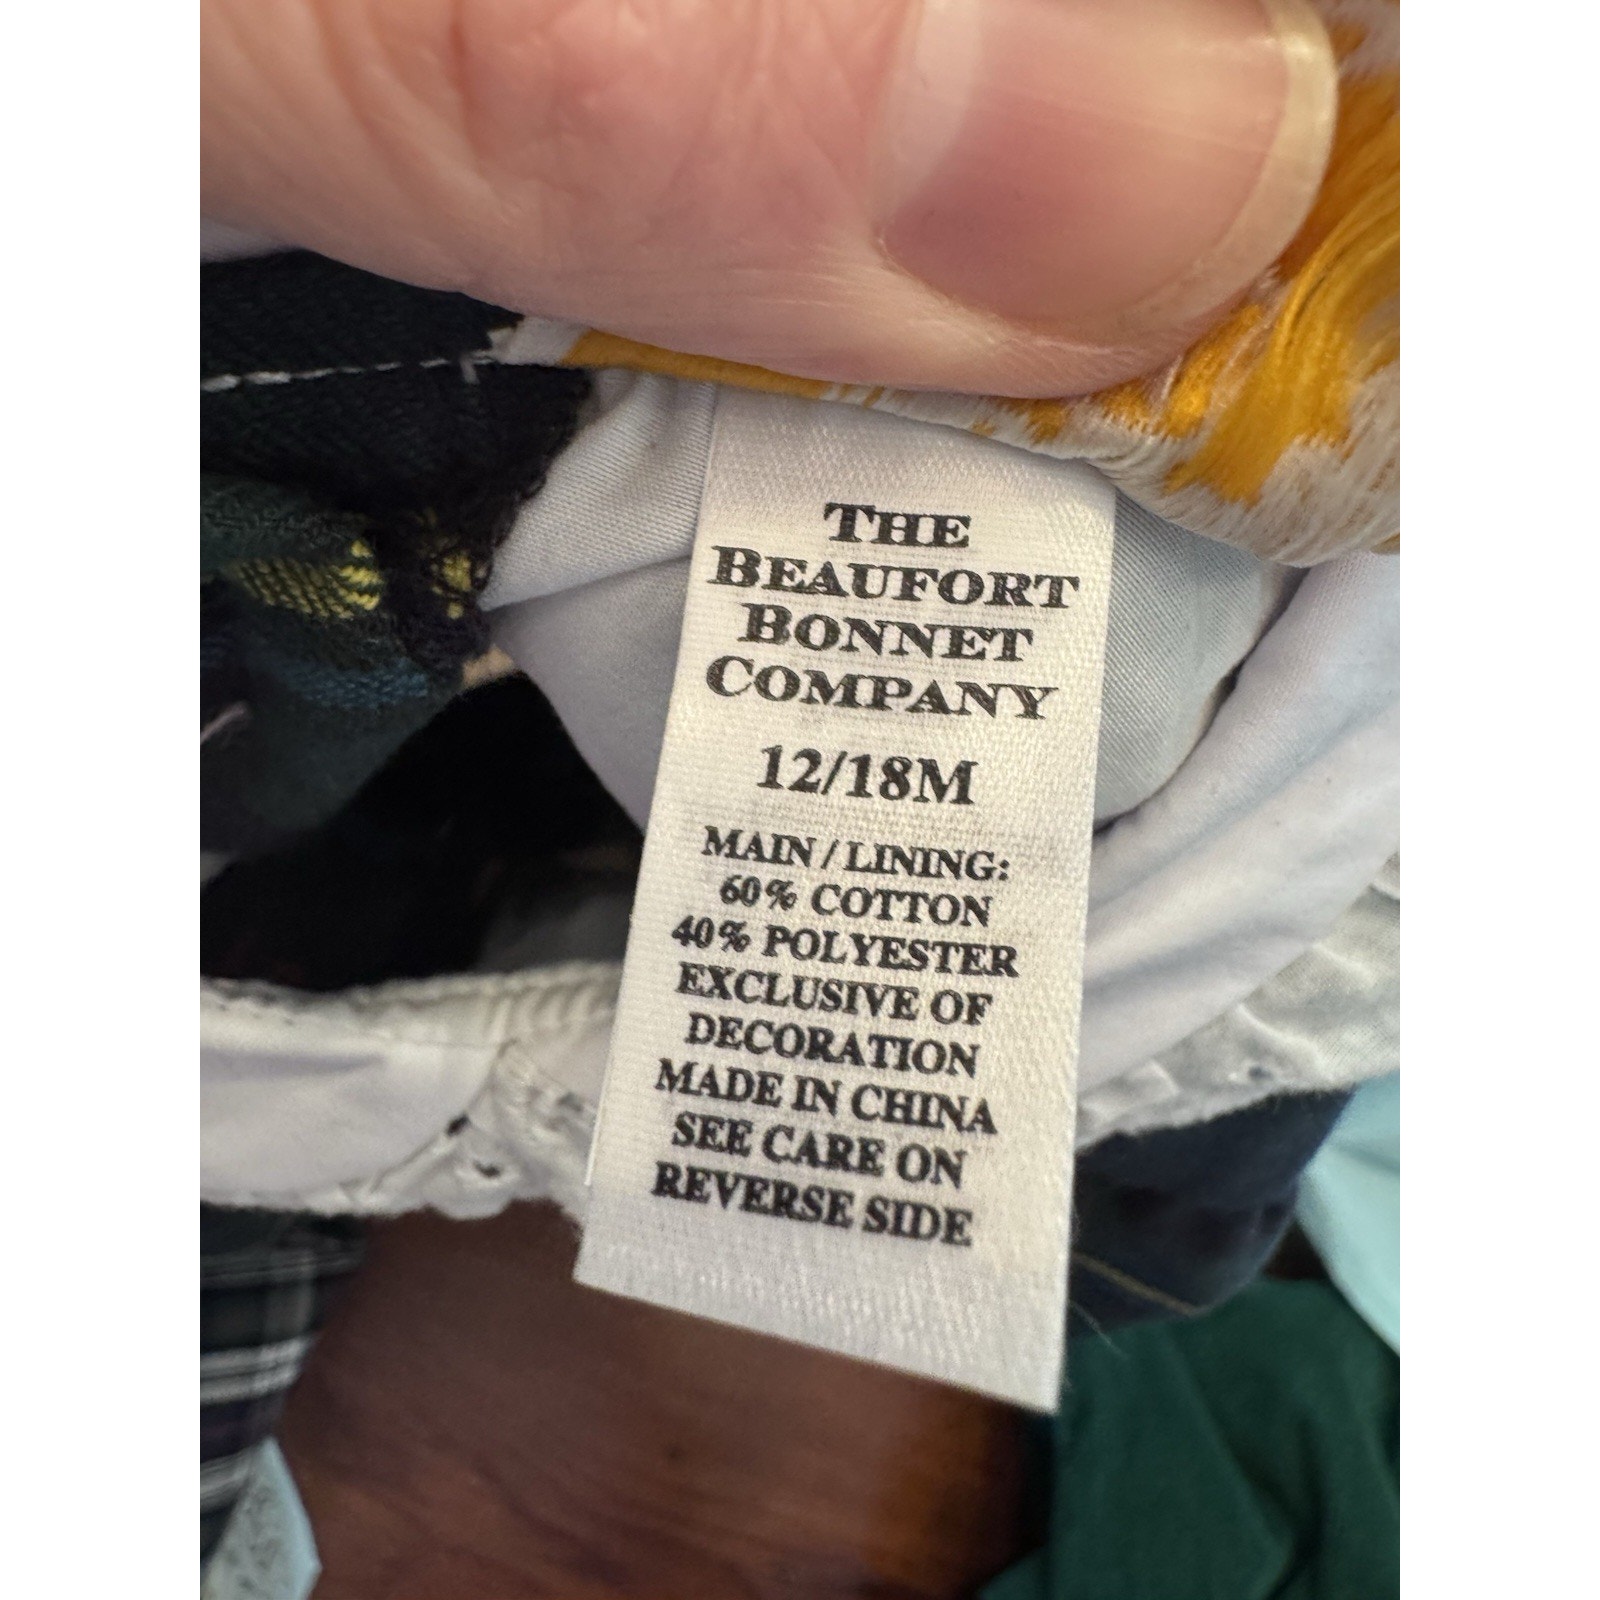 THE
BEAUFORT
BONNET
COMPANY
12/18M
MAIN / LINING:
60% COTTON
40% POLYESTER
EXCLUSIVE OF
DECORATION
MADE IN CHINA
SEE CARE ON
REVERSE SIDE